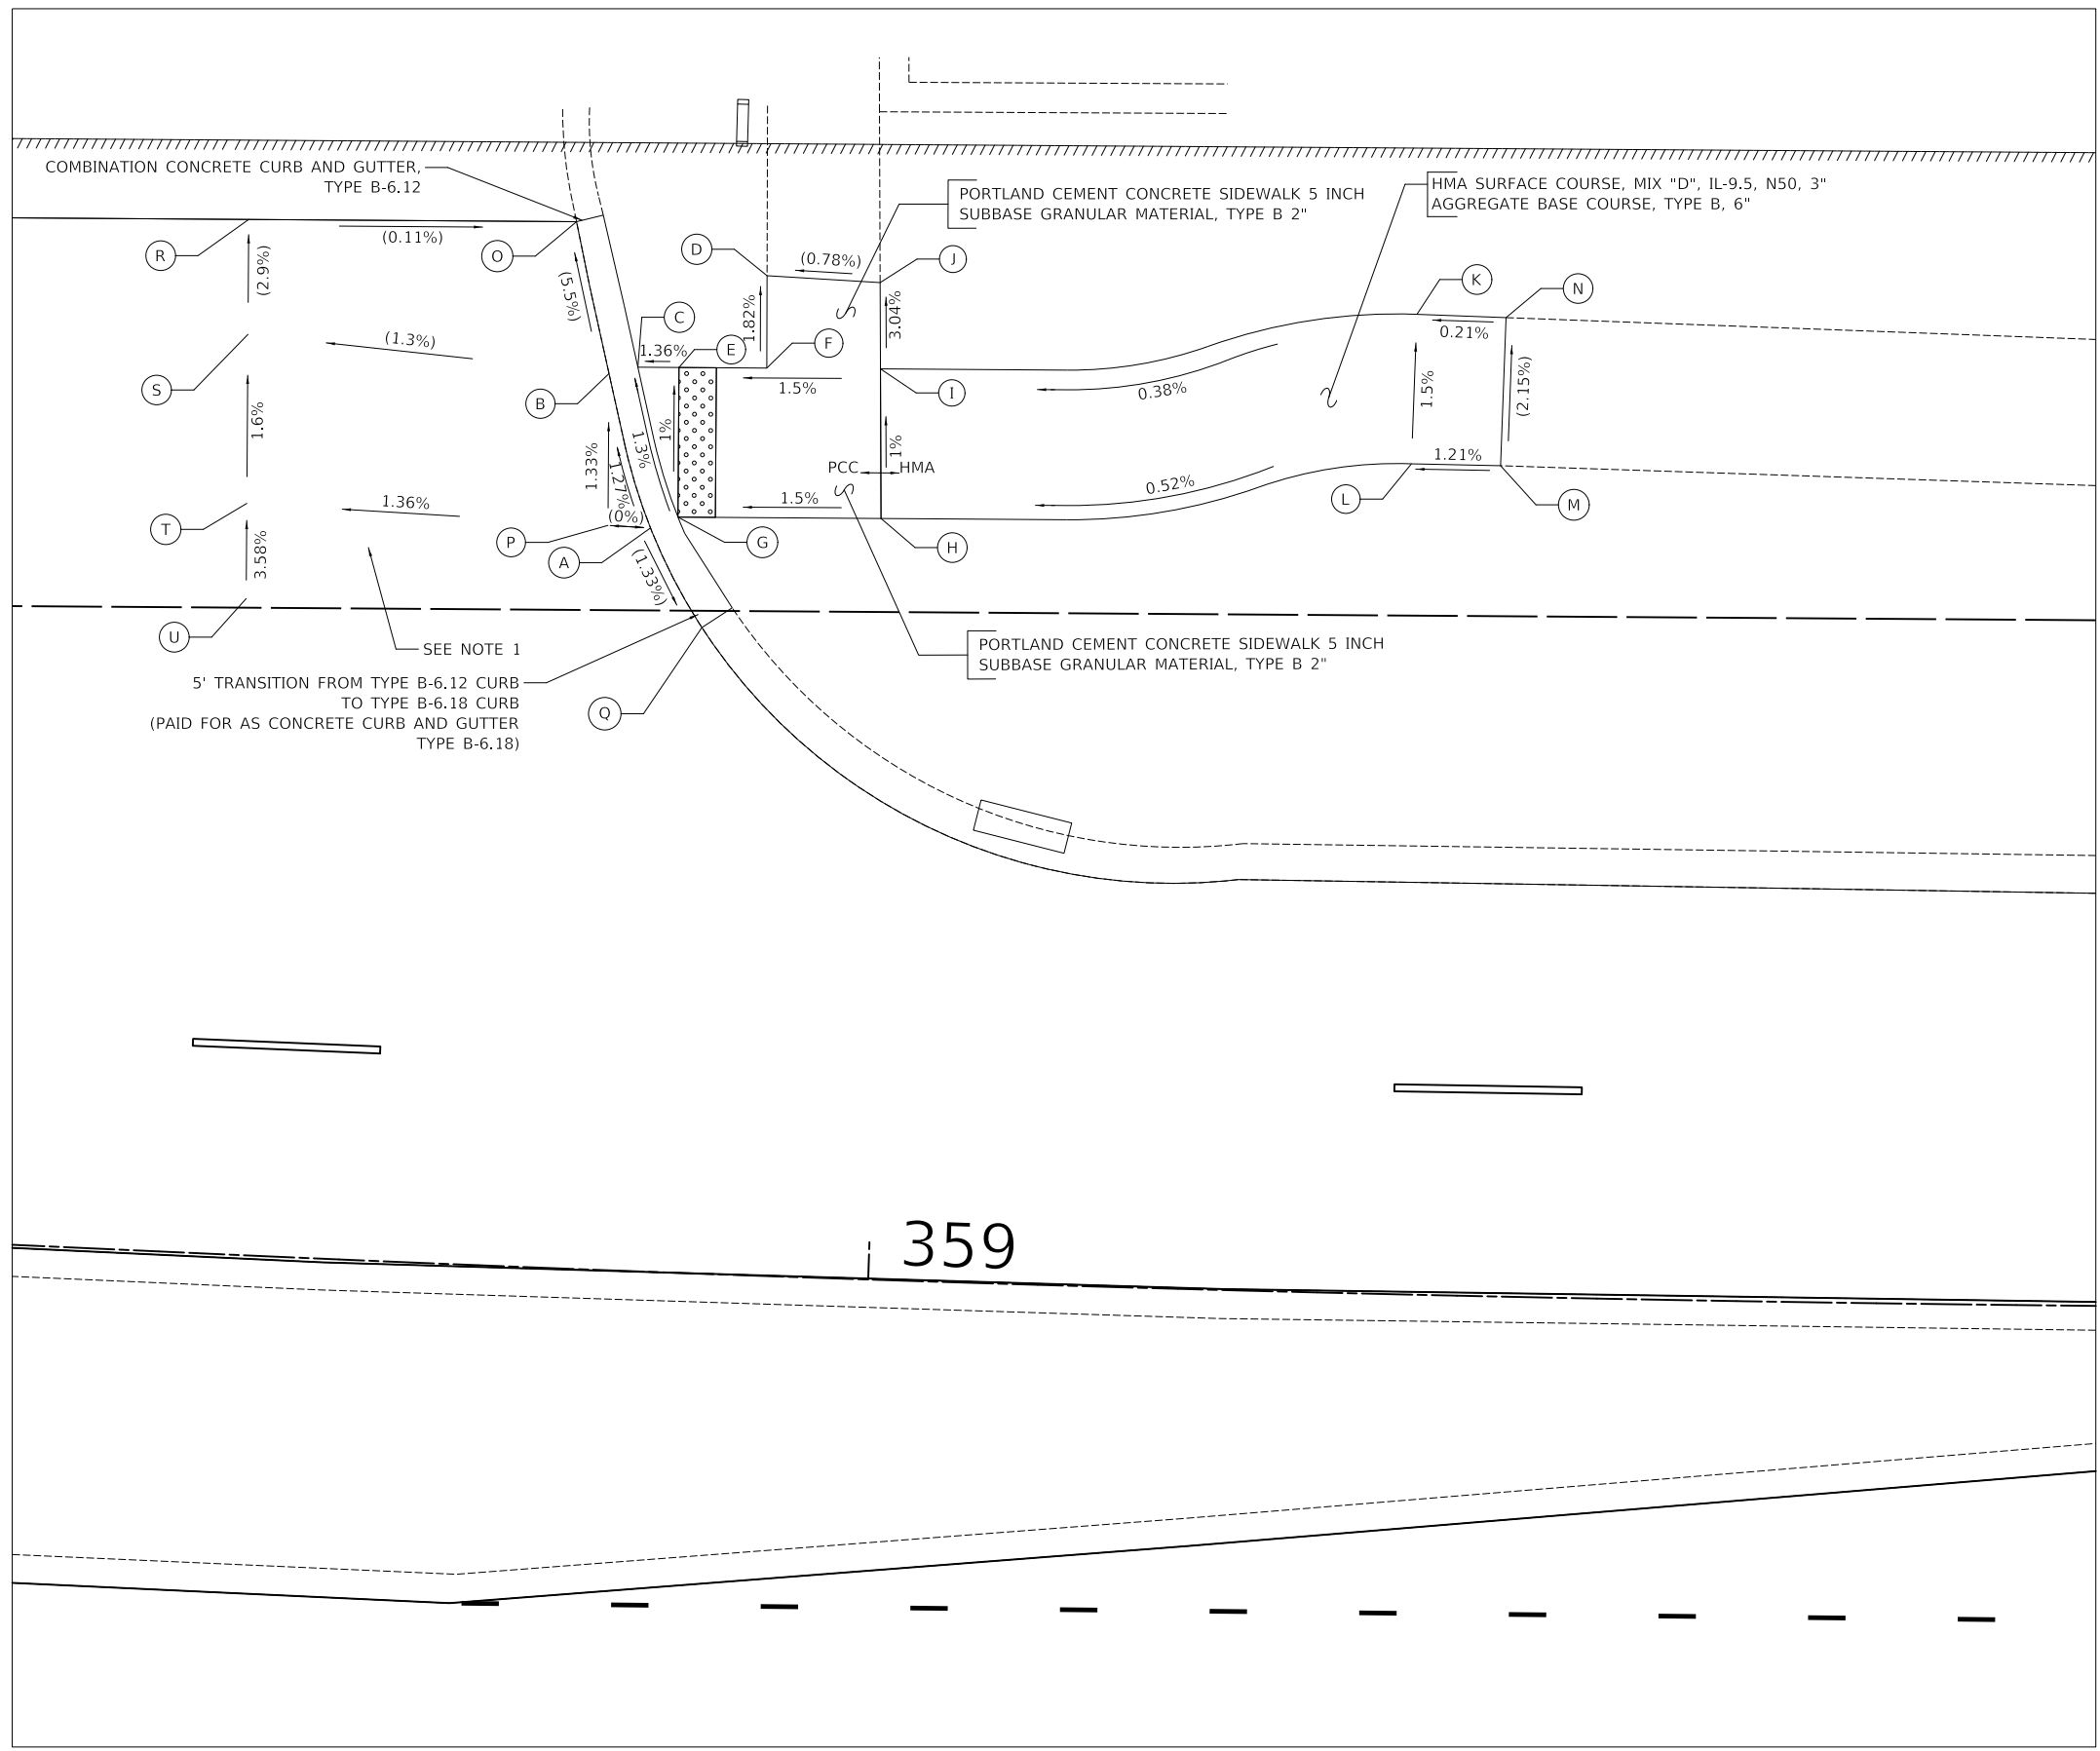 COMBINATION CONCRETE CURB AND GUTTER,
TYPE B-6.12
PORTLAND CEMENT CONCRETE SIDEWALK 5 INCH
SUBBASE GRANULAR MATERIAL, TYPE B 2"
HMA SURFACE COURSE, MIX "D", IL-9.5, N50, 3"
AGGREGATE BASE COURSE, TYPE B, 6"
R
(0.11%)
O
D
(0.78%)
J
K
N
(2.9%)
(5.5%)
C
1.82%
3.04%
0.21%
(1.3%)
1.36%
E
F
S
B
1.5%
I
0.38%
1.5%
(2.15%)
1.6%
1.33%
1.27%
1.3%
1%
1%
PCC
HMA
1.21%
1.36%
1.5%
0.52%
L
M
T
(0%)
P
A
G
H
3.58%
(1.33%)
U
SEE NOTE 1
PORTLAND CEMENT CONCRETE SIDEWALK 5 INCH
SUBBASE GRANULAR MATERIAL, TYPE B 2"
5' TRANSITION FROM TYPE B-6.12 CURB
TO TYPE B-6.18 CURB
(PAID FOR AS CONCRETE CURB AND GUTTER
TYPE B-6.18)
Q
359